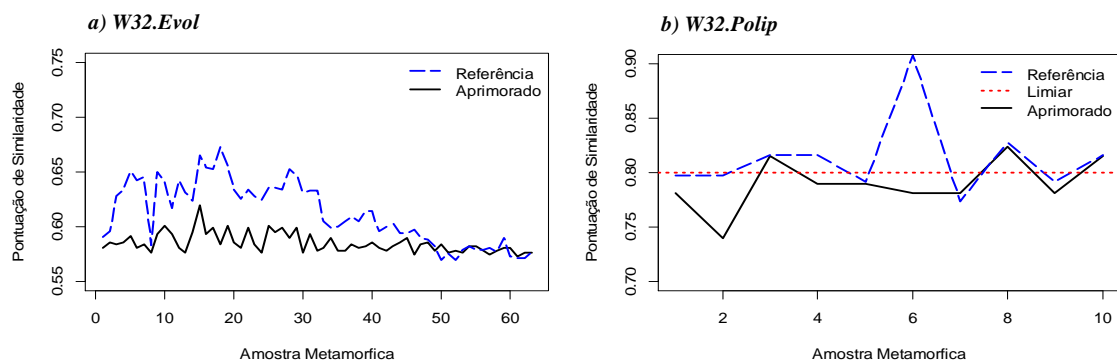 a) W32.Evol
Pontuação de Similaridade
0.55 0.60 0.65 0.70 0.75
Referência
Aprimorado
0 10 20 30 40 50 60
Amostra Metamorfica
b) W32.Polip
Pontuação de Similaridade
0.70 0.75 0.80 0.85 0.90
Referência
Limiar
Aprimorado
2 4 6 8 10
Amostra Metamorfica